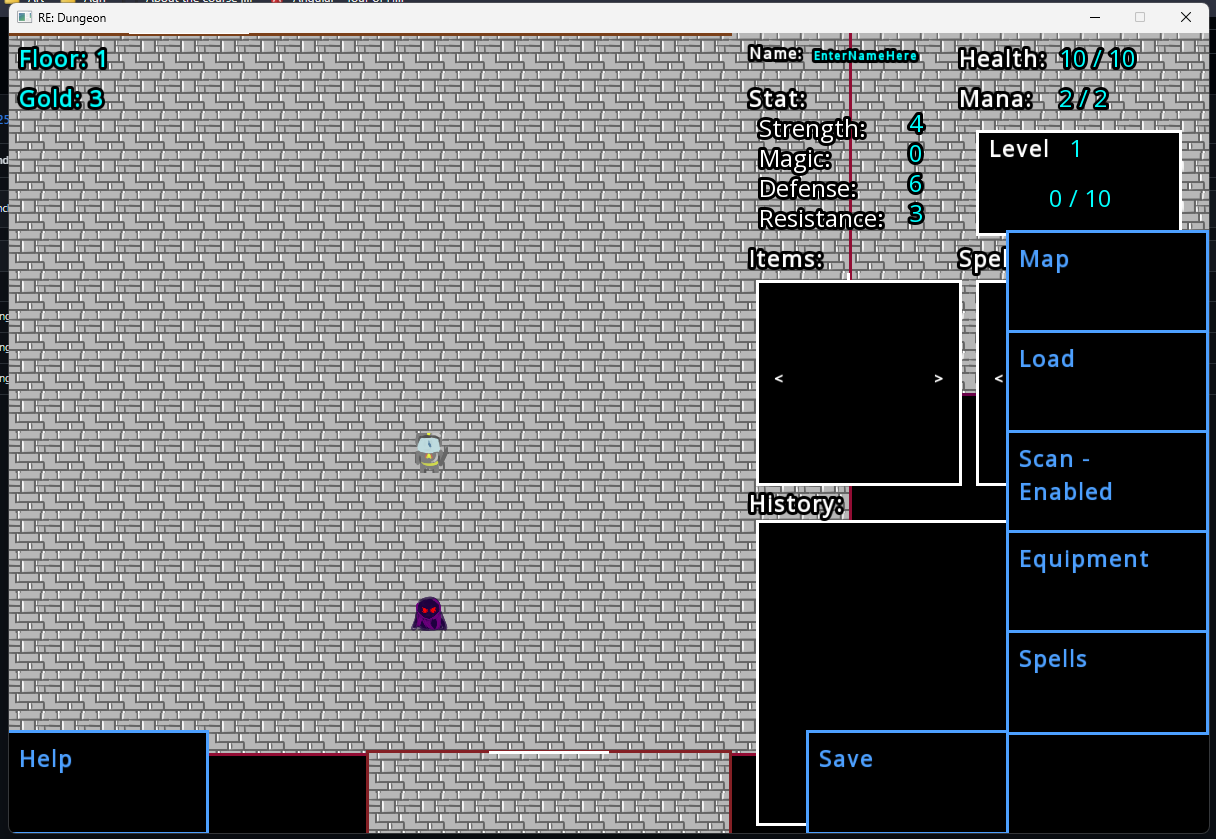 RE: Dungeon
Floor: 1
Gold: 3
Name: EnterNameHere
Health: 10 / 10
Stat:
Mana: 2 / 2
Strength: 4
Magic: 0
Defense: 6
Resistance: 3
Level 1
0 / 10
Items:
Spel
Map
Load
< >
<
Scan -
Enabled
History:
Equipment
Spells
Help
Save